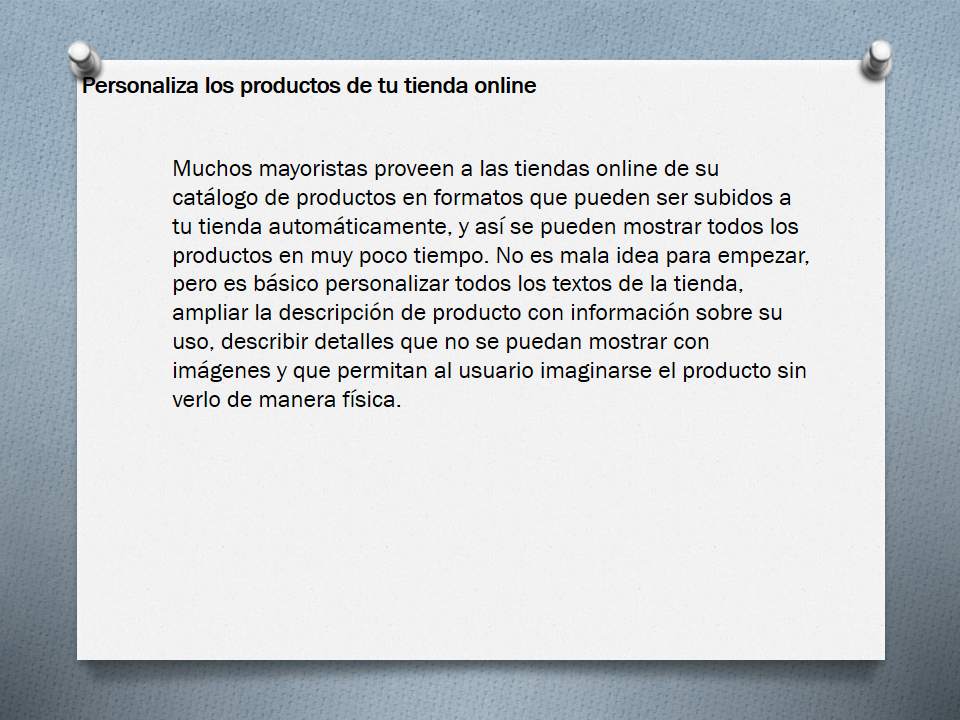 Personaliza los productos de tu tienda online
Muchos mayoristas proveen a las tiendas online de su
catálogo de productos en formatos que pueden ser subidos a
tu tienda automáticamente, y así se pueden mostrar todos los
productos en muy poco tiempo. No es mala idea para empezar,
pero es básico personalizar todos los textos de la tienda,
ampliar la descripción de producto con información sobre su
uso, describir detalles que no se puedan mostrar con
imágenes y que permitan al usuario imaginarse el producto sin
verlo de manera física.